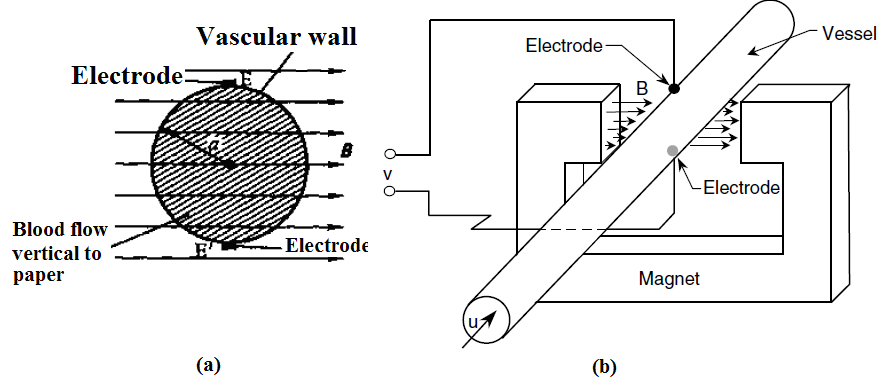 Vascular wall
Electrode
E
a
B
Blood flow
vertical to
paper
E'
Electrode
(a)
Electrode
Vessel
B
v
Electrode
Magnet
u
(b)